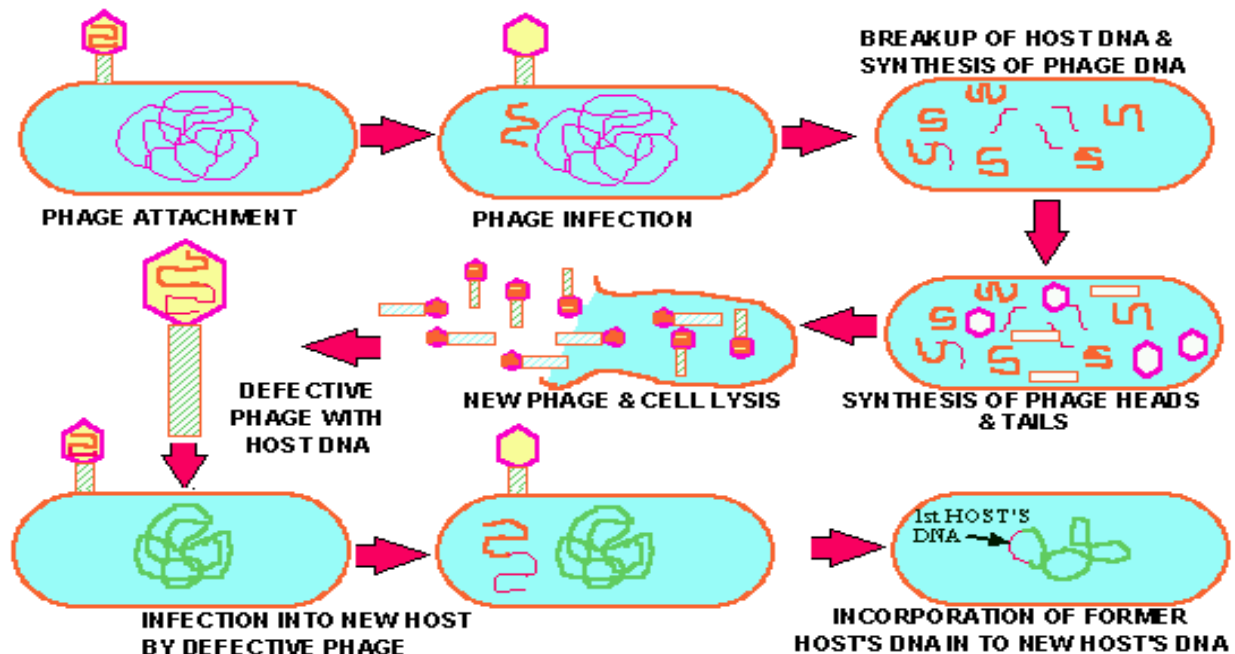 PHAGE ATTACHMENT
PHAGE INFECTION
BREAKUP OF HOST DNA &
SYNTHESIS OF PHAGE DNA
SYNTHESIS OF PHAGE HEADS
& TAILS
NEW PHAGE & CELL LYSIS
DEFECTIVE
PHAGE WITH
HOST DNA
INFECTION INTO NEW HOST
BY DEFECTIVE PHAGE
1st HOST'S
DNA
INCORPORATION OF FORMER
HOST'S DNA IN TO NEW HOST'S DNA